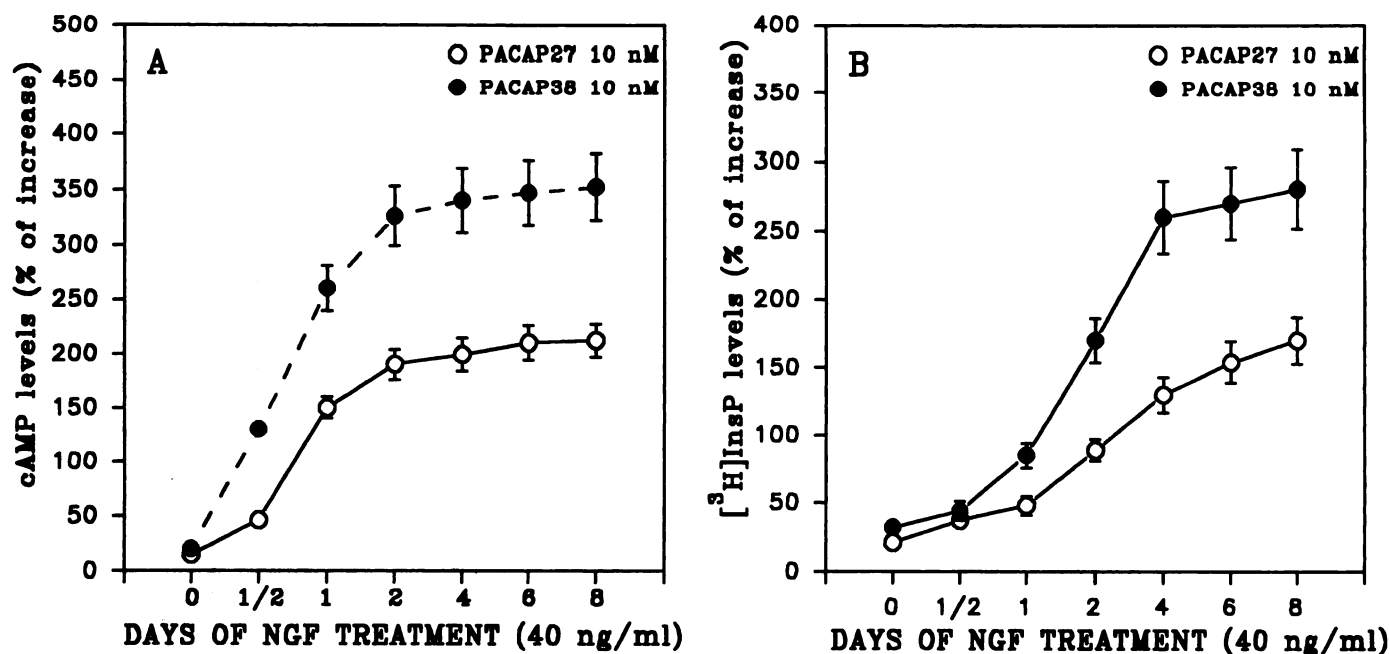 A
PACAP27 10 nM
PACAP38 10 nM
cAMP levels (% of increase)
500
450
400
350
300
250
200
150
100
50
0
0 1/2 1 2 4 6 8
DAYS OF NGF TREATMENT (40 ng/ml)
B
PACAP27 10 nM
PACAP38 10 nM
[³H]InsP levels (% of increase)
400
350
300
250
200
150
100
50
0
0 1/2 1 2 4 6 8
DAYS OF NGF TREATMENT (40 ng/ml)